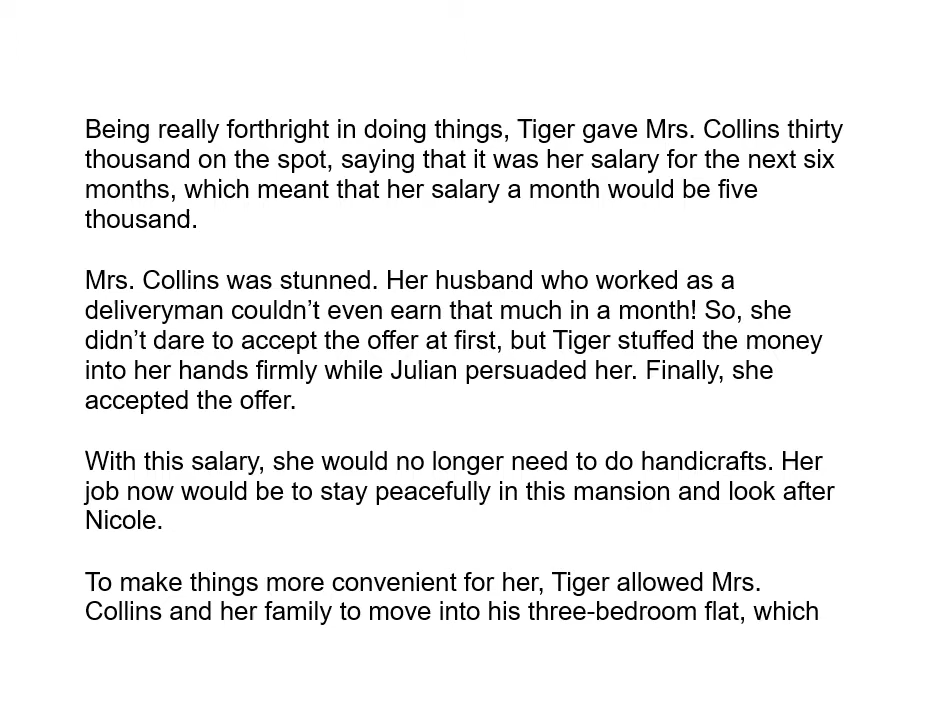 Being really forthright in doing things, Tiger gave Mrs. Collins thirty
thousand on the spot, saying that it was her salary for the next six
months, which meant that her salary a month would be five
thousand.
Mrs. Collins was stunned. Her husband who worked as a
deliveryman couldn’t even earn that much in a month! So, she
didn’t dare to accept the offer at first, but Tiger stuffed the money
into her hands firmly while Julian persuaded her. Finally, she
accepted the offer.
With this salary, she would no longer need to do handicrafts. Her
job now would be to stay peacefully in this mansion and look after
Nicole.
To make things more convenient for her, Tiger allowed Mrs.
Collins and her family to move into his three-bedroom flat, which